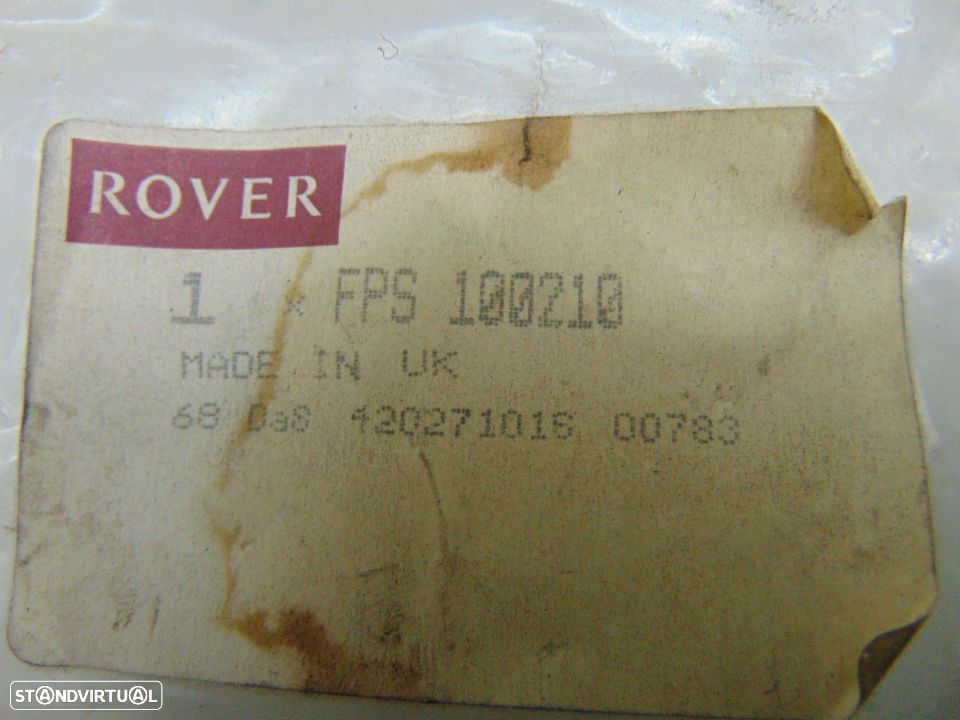 ROVER
1 x FPS 100210
MADE IN UK
68 Da8 420271016 00783
STANDVIRTUAL